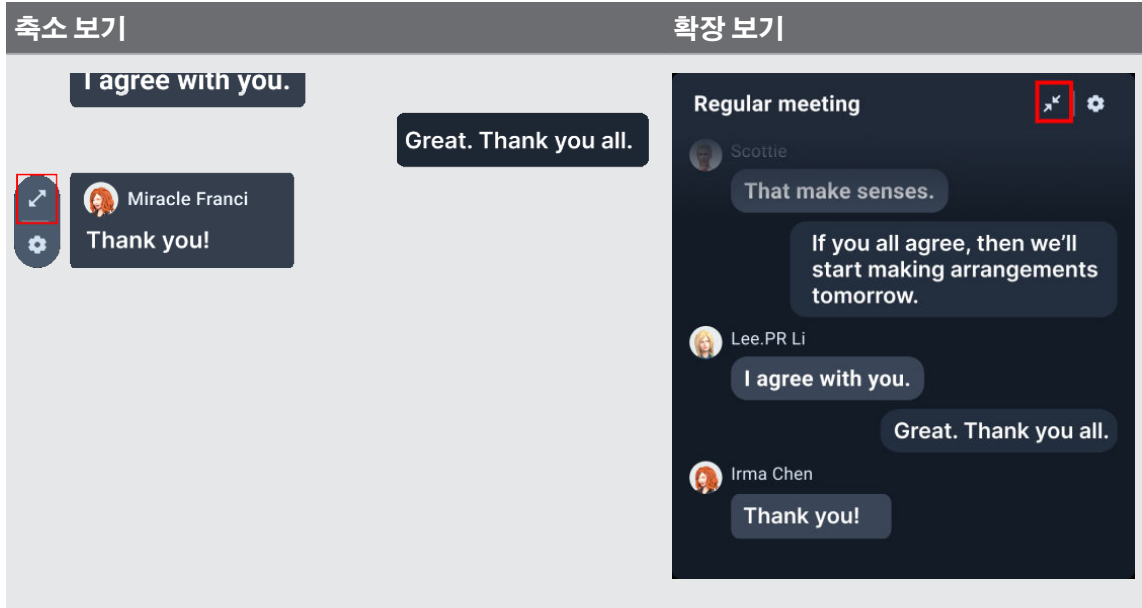 축소 보기
확장 보기
I agree with you.
Great. Thank you all.
Miracle Franci
Thank you!
Regular meeting
Scottie
That make senses.
If you all agree, then we’ll
start making arrangements
tomorrow.
Lee.PR Li
I agree with you.
Great. Thank you all.
Irma Chen
Thank you!